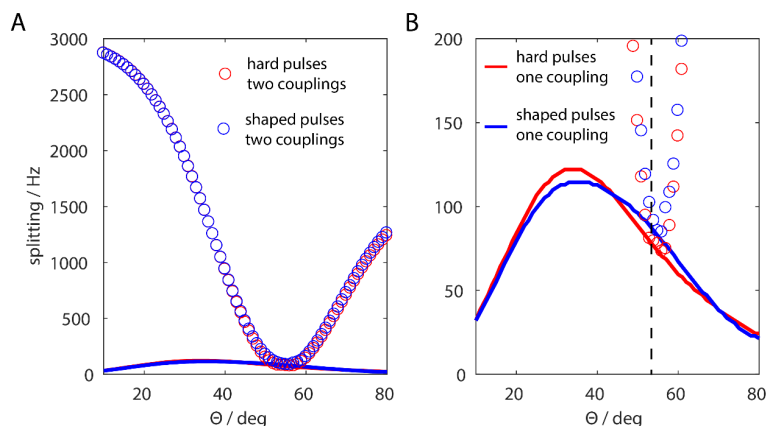 A
splitting / Hz
3000
2500
2000
1500
1000
500
0
20
40
60
80
Θ / deg
hard pulses
two couplings
shaped pulses
two couplings
B
200
150
100
50
0
20
40
60
80
Θ / deg
hard pulses
one coupling
shaped pulses
one coupling